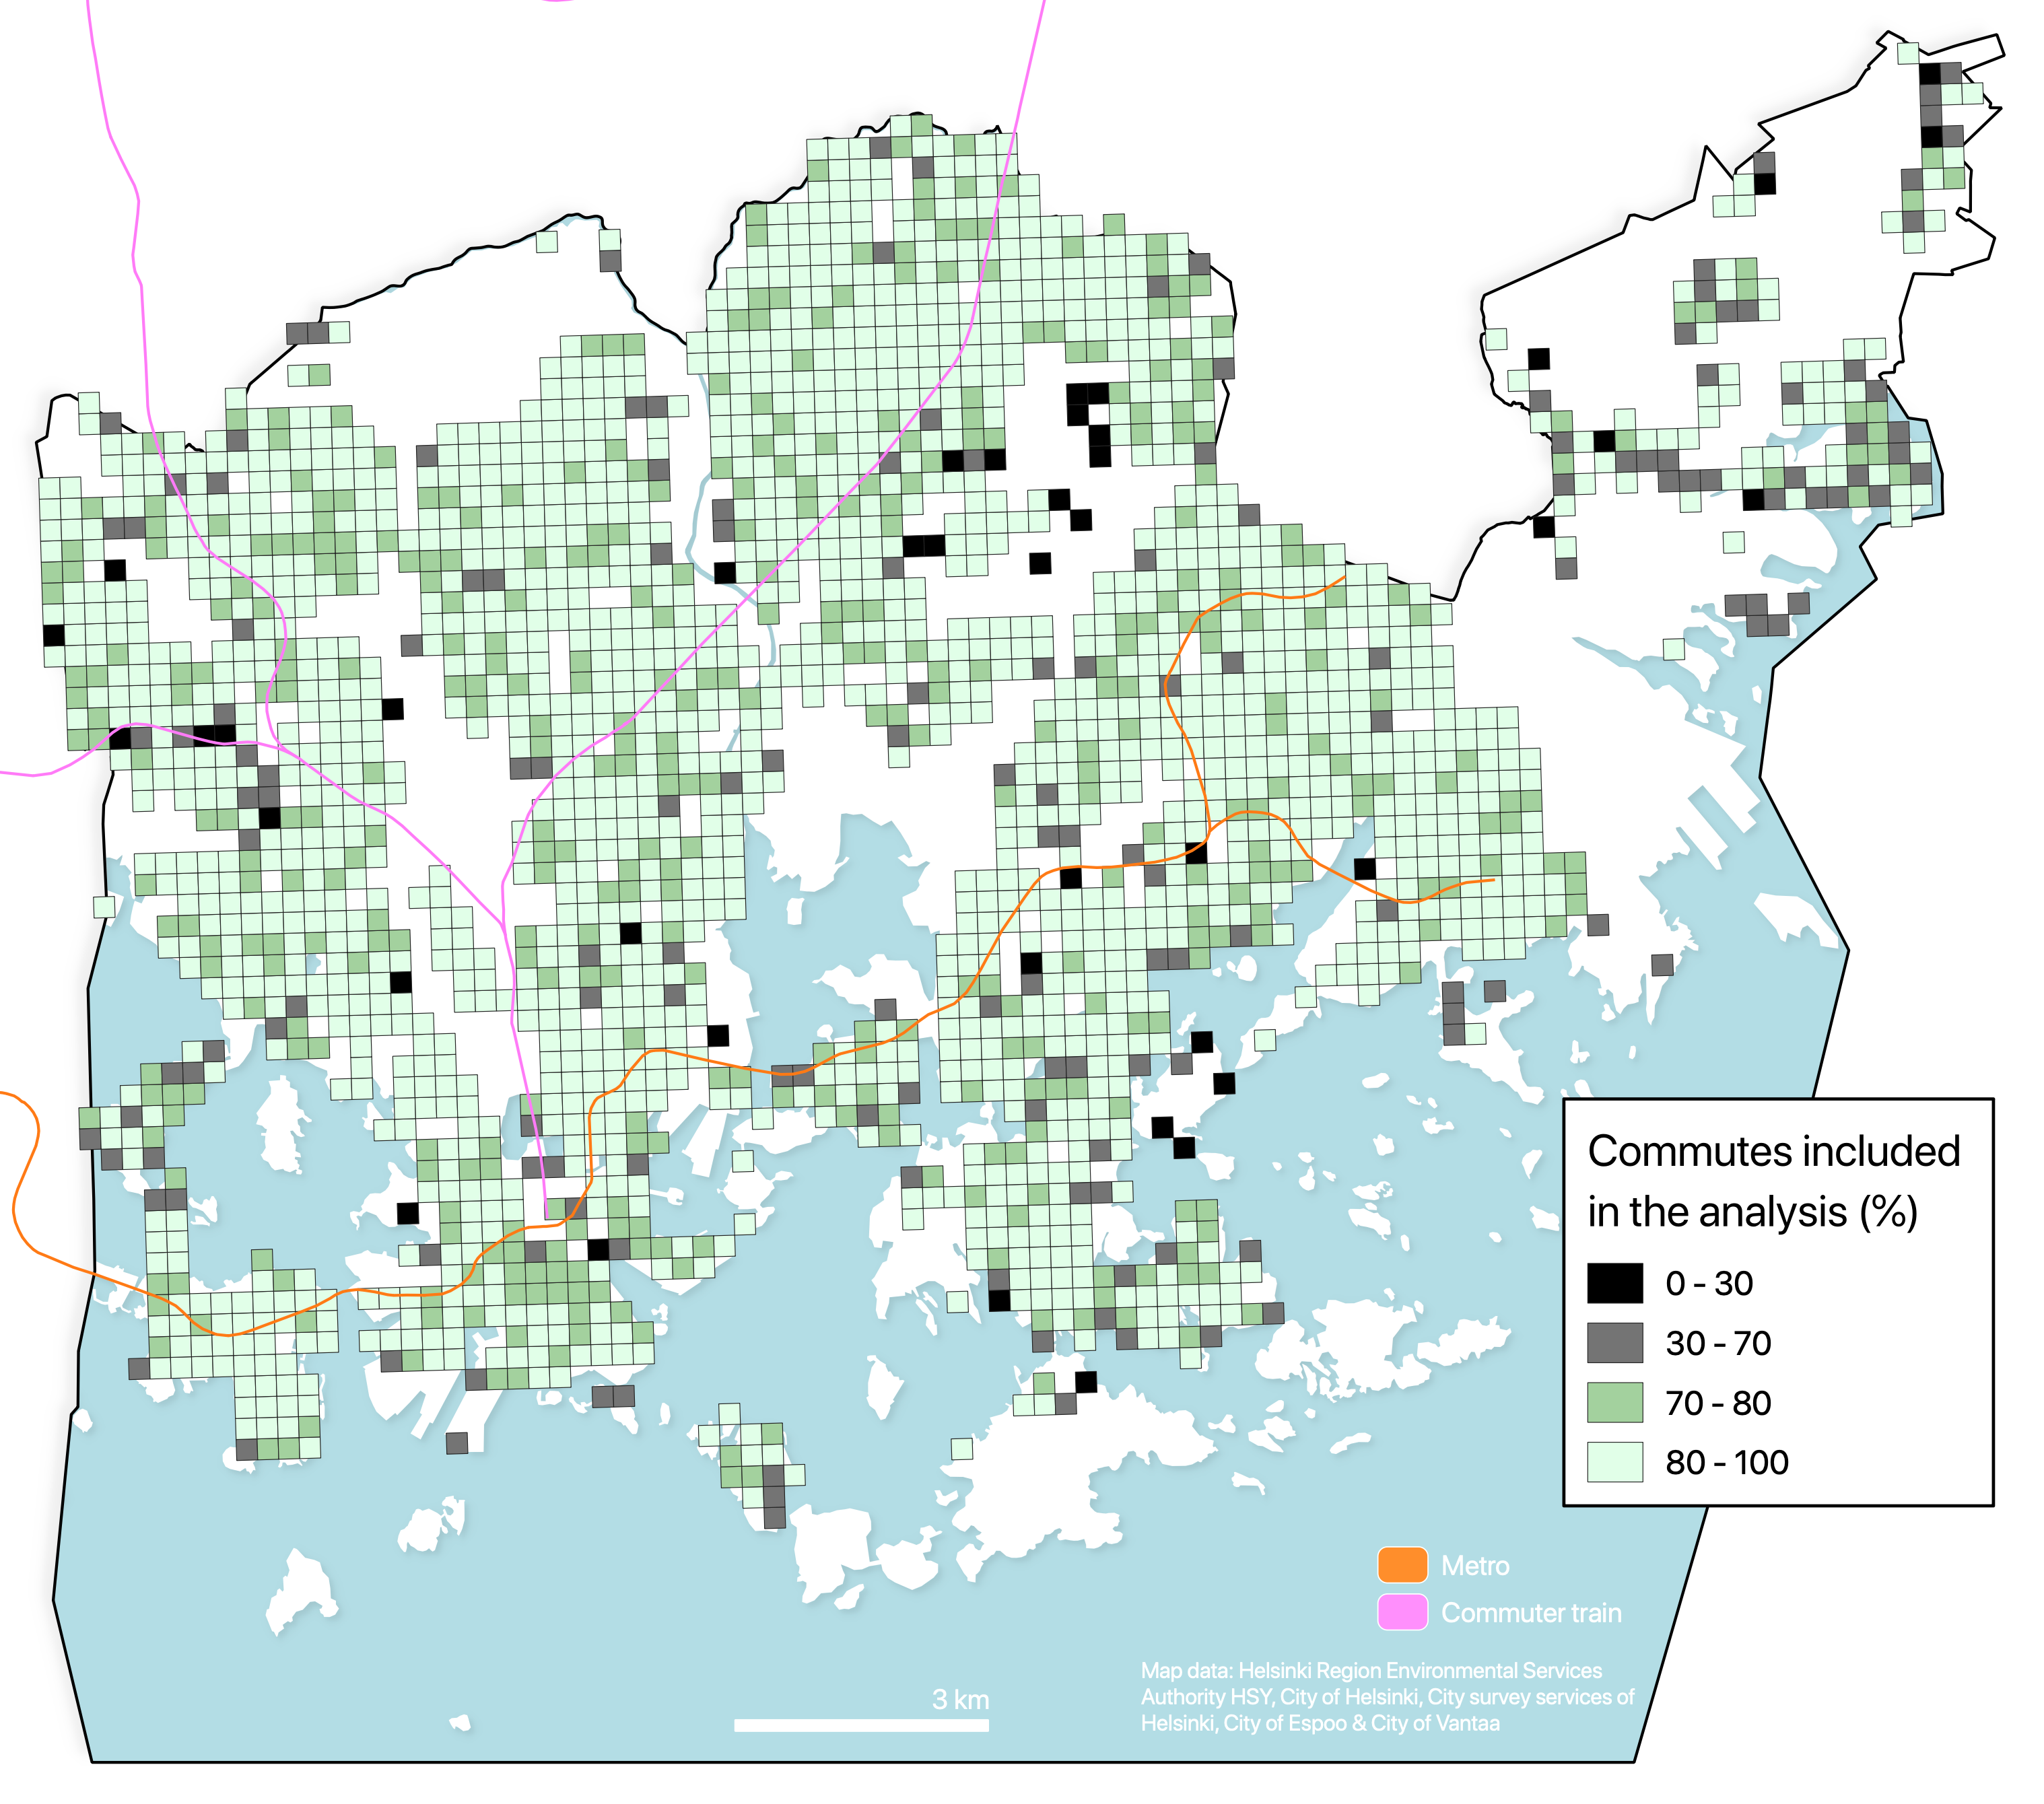 Commutes included
in the analysis (%)
0 - 30
30 - 70
70 - 80
80 - 100
Metro
Commuter train
Map data: Helsinki Region Environmental Services
Authority HSY, City of Helsinki, City survey services of
Helsinki, City of Espoo & City of Vantaa
3 km